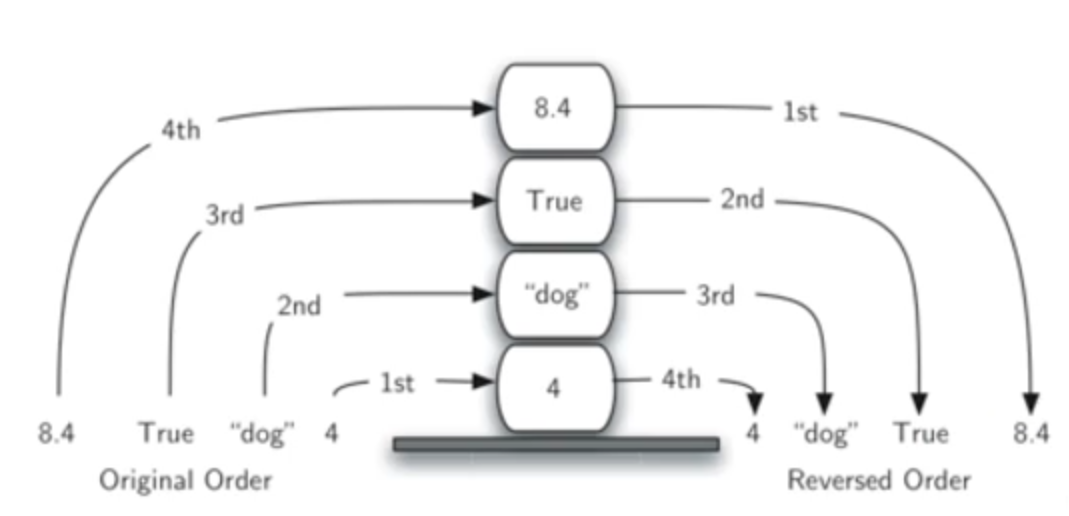 8.4
4th
1st
True
3rd
2nd
“dog”
2nd
3rd
4
1st
4th
8.4 True “dog” 4
4 “dog” True 8.4
Original Order
Reversed Order